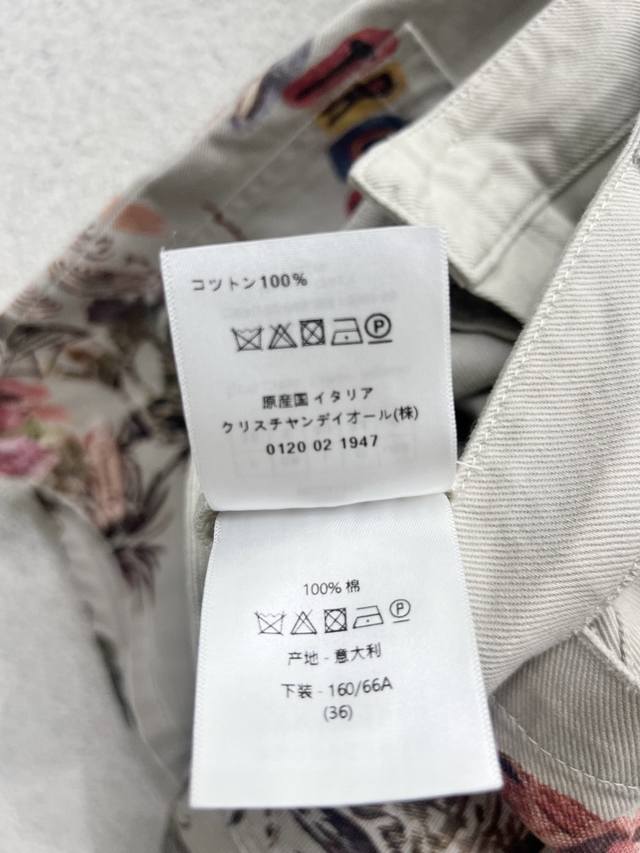 コットン100%
P
原産国 イタリア
クリスチャンディオール(株)
0120 02 1947
100% 棉
P
产地 - 意大利
下装 - 160/66A
(36)